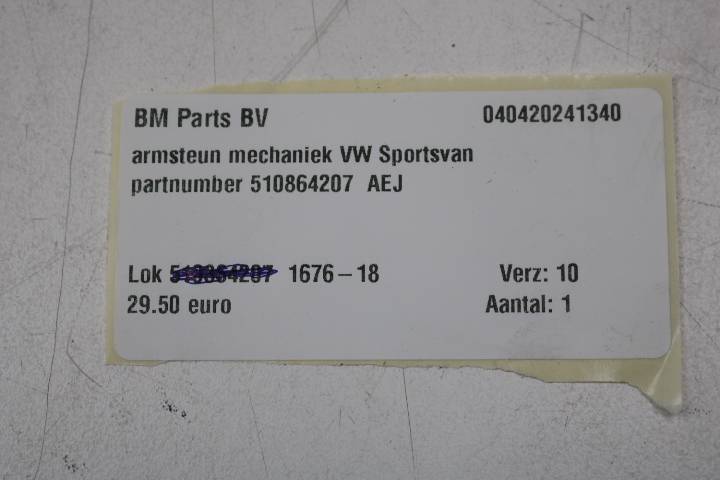 BM Parts BV 040420241340
armsteun mechaniek VW Sportsvan
partnumber 510864207 AEJ
Lok 510864207 1676-18 Verz: 10
29.50 euro Aantal: 1